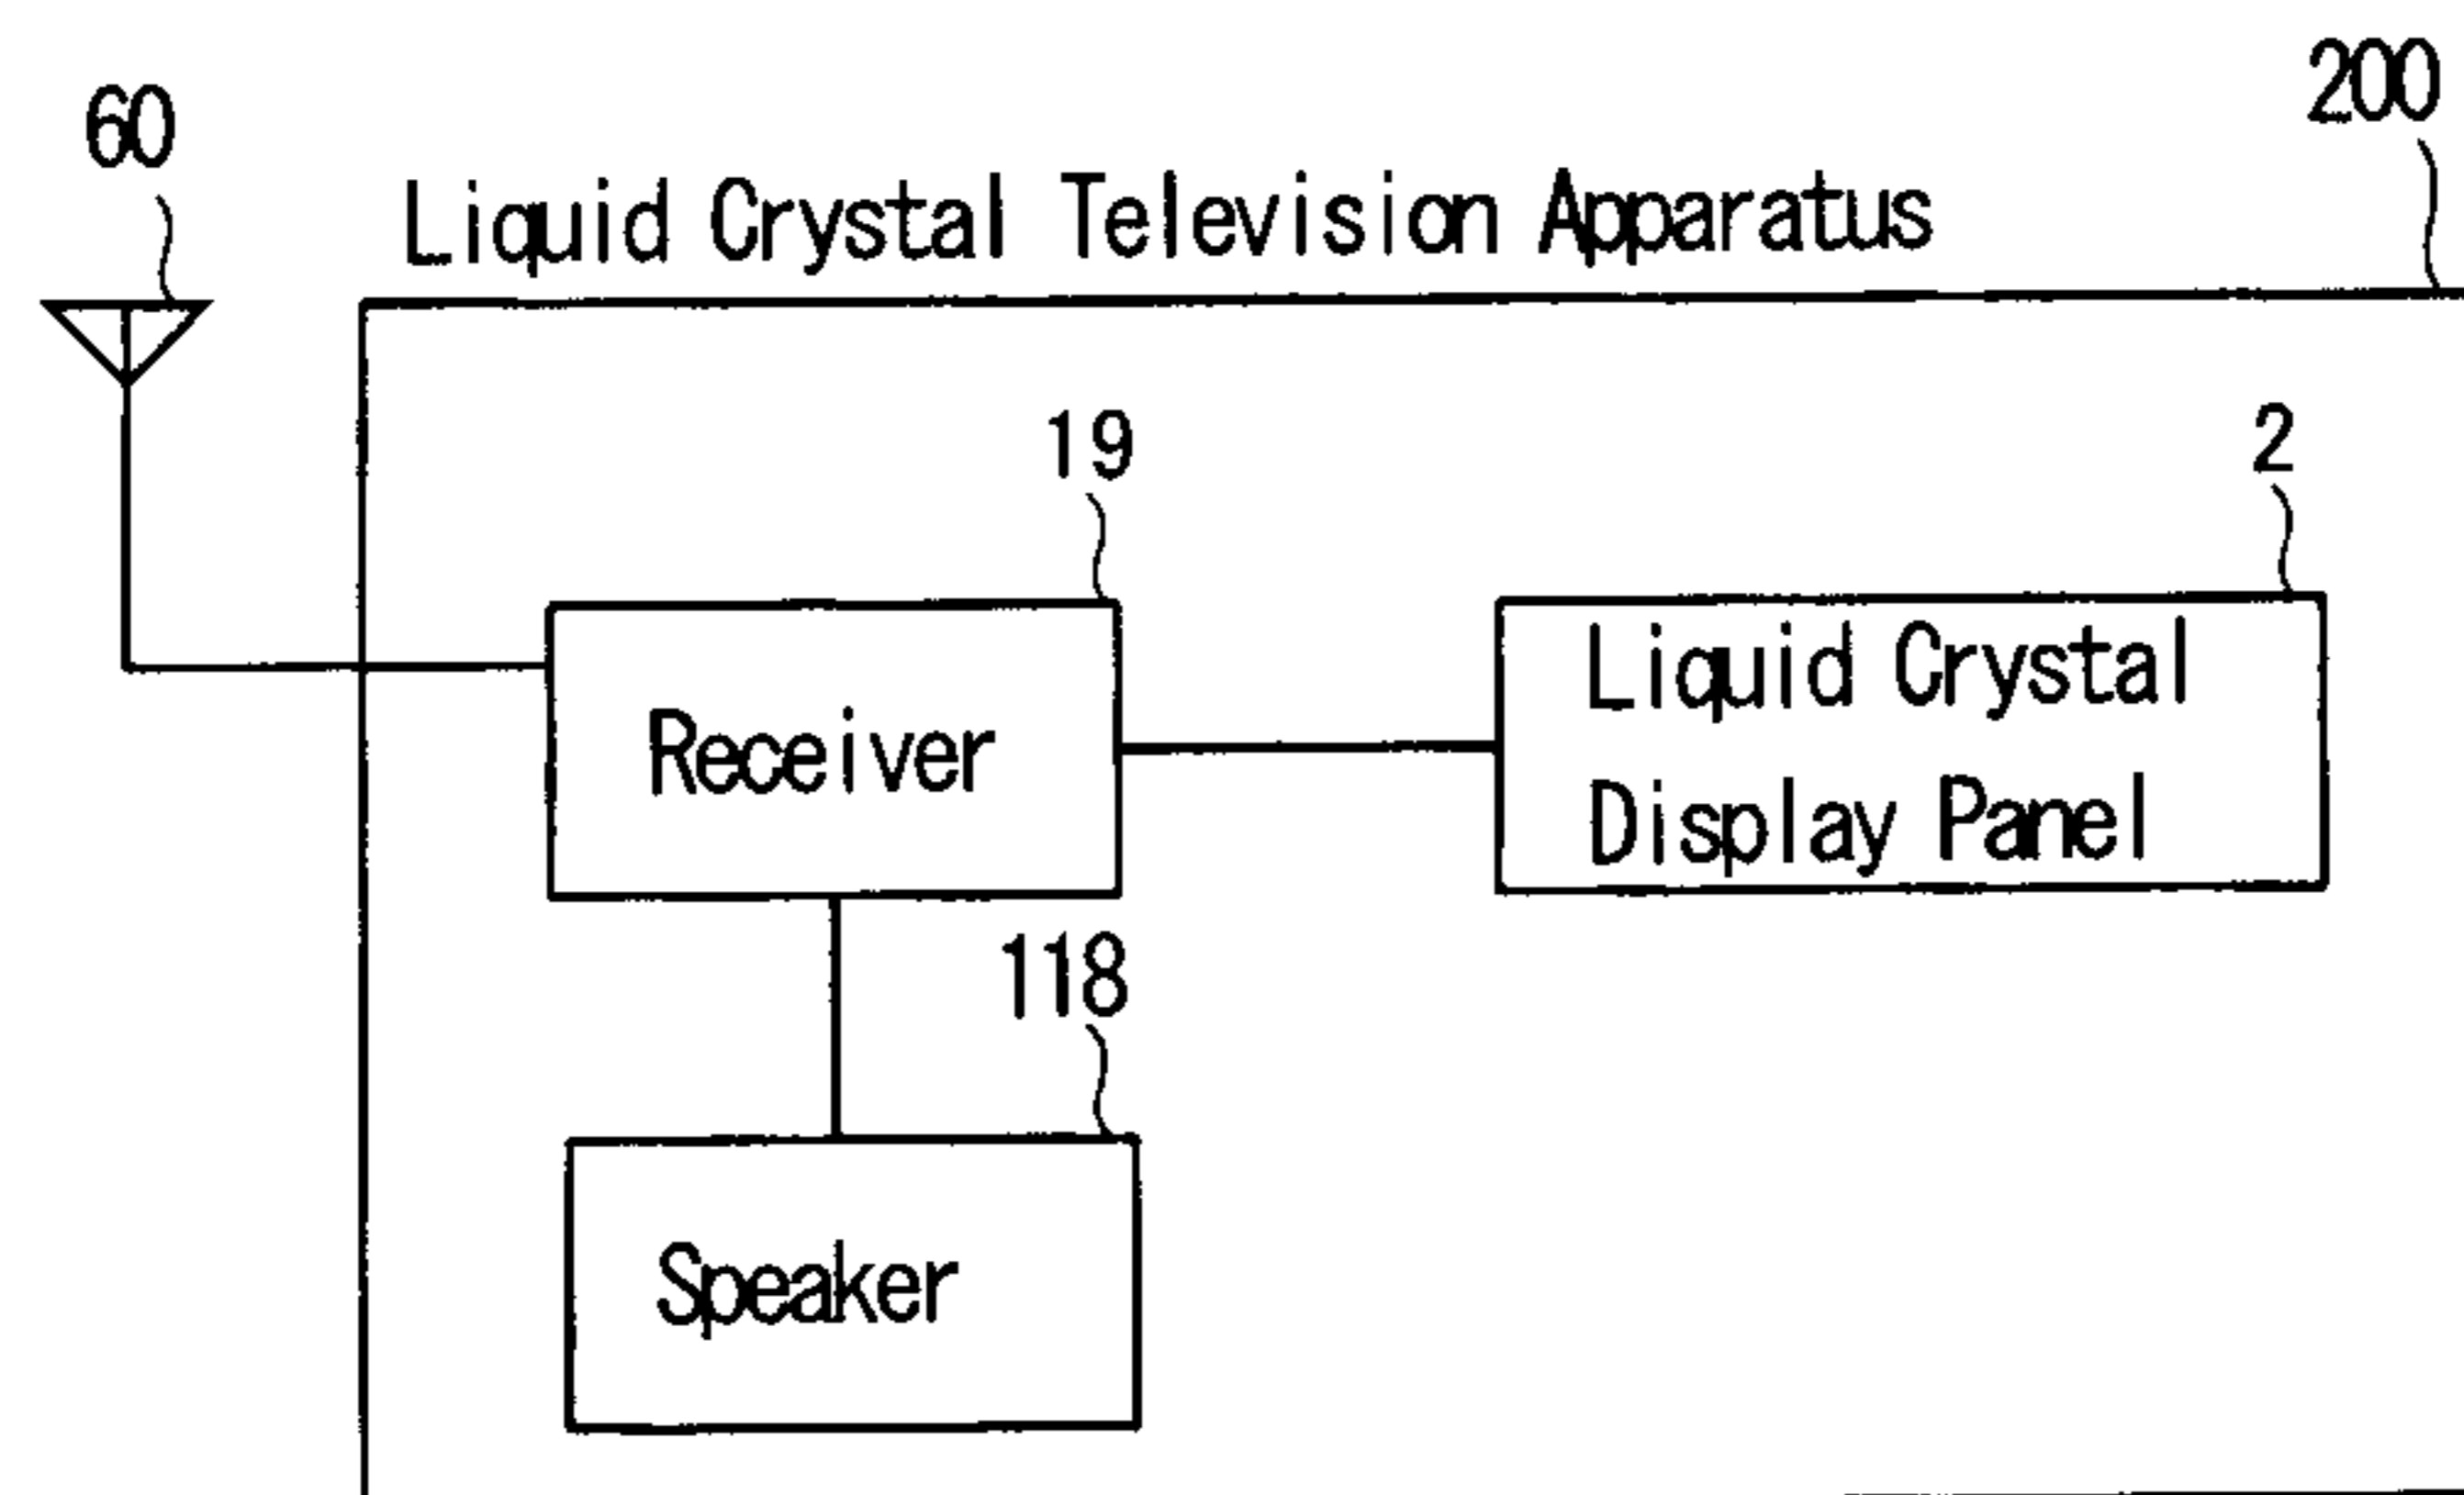 200
60
Liquid Crystal Television Apparatus
19
2
Receiver
Liquid Crystal
Display Panel
118
Speaker